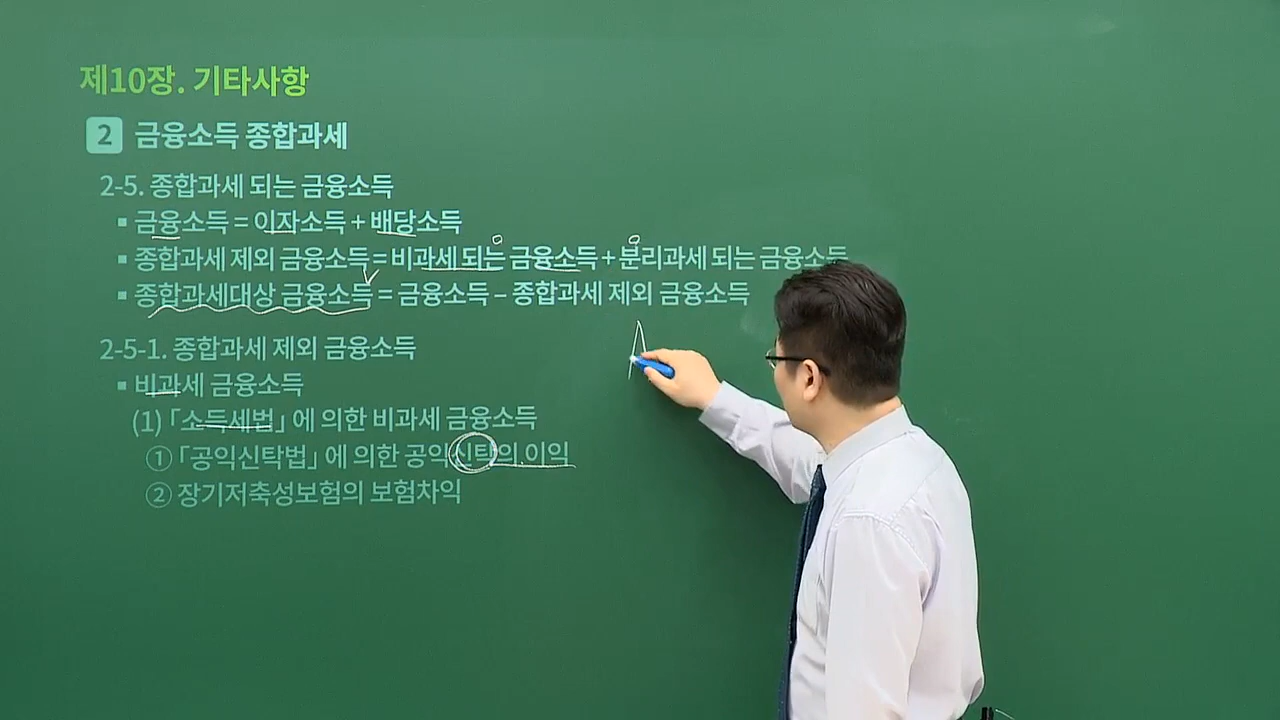 제10장. 기타사항
2 금융소득 종합과세
2-5. 종합과세 되는 금융소득
▪ 금융소득 = 이자소득 + 배당소득
▪ 종합과세 제외 금융소득 = 비과세 되는 금융소득 + 분리과세 되는 금융소득
▪ 종합과세대상 금융소득 = 금융소득 – 종합과세 제외 금융소득
2-5-1. 종합과세 제외 금융소득
▪ 비과세 금융소득
(1) 「소득세법」에 의한 비과세 금융소득
① 「공익신탁법」에 의한 공익신탁의 이익
② 장기저축성보험의 보험차익